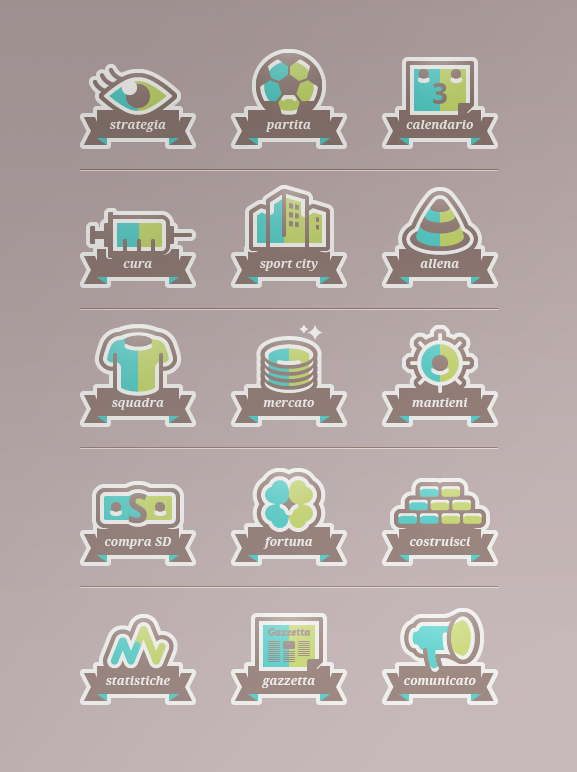 strategia
partita
3
calendario
cura
sport city
allena
squadra
mercato
mantieni
S
compra SD
fortuna
costruisci
statistiche
Gazzetta
gazzetta
comunicato